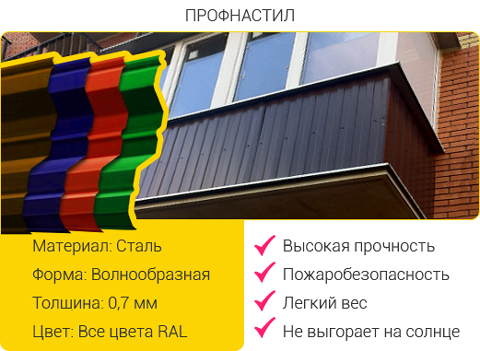 ПРОФНАСТИЛ
Материал: Сталь
Форма: Волнообразная
Толшина: 0,7 мм
Цвет: Все цвета RAL
Высокая прочность
Пожаробезопасность
Легкий вес
Не выгорает на солнце